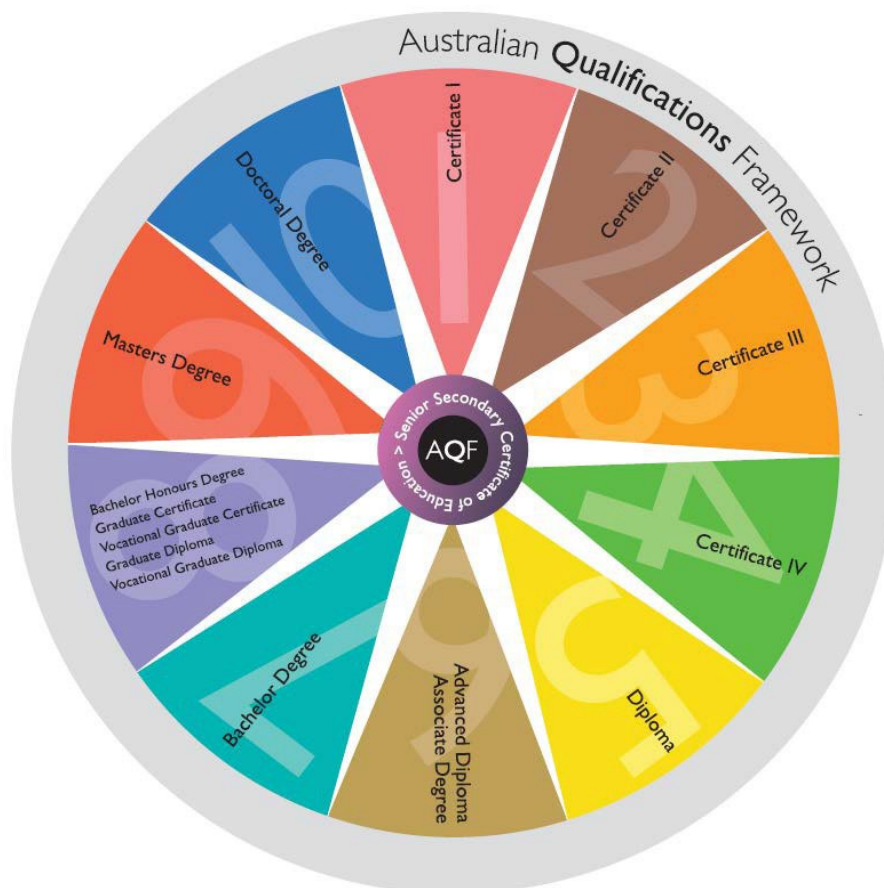 Australian Qualifications Framework
1
Certificate I
2
Certificate II
3
Certificate III
4
Certificate IV
5
Diploma
6
Advanced Diploma
Associate Degree
7
Bachelor Degree
8
Bachelor Honours Degree
Graduate Certificate
Vocational Graduate Certificate
Graduate Diploma
Vocational Graduate Diploma
9
Masters Degree
10
Doctoral Degree
Senior Secondary Certificate of Education >
AQF